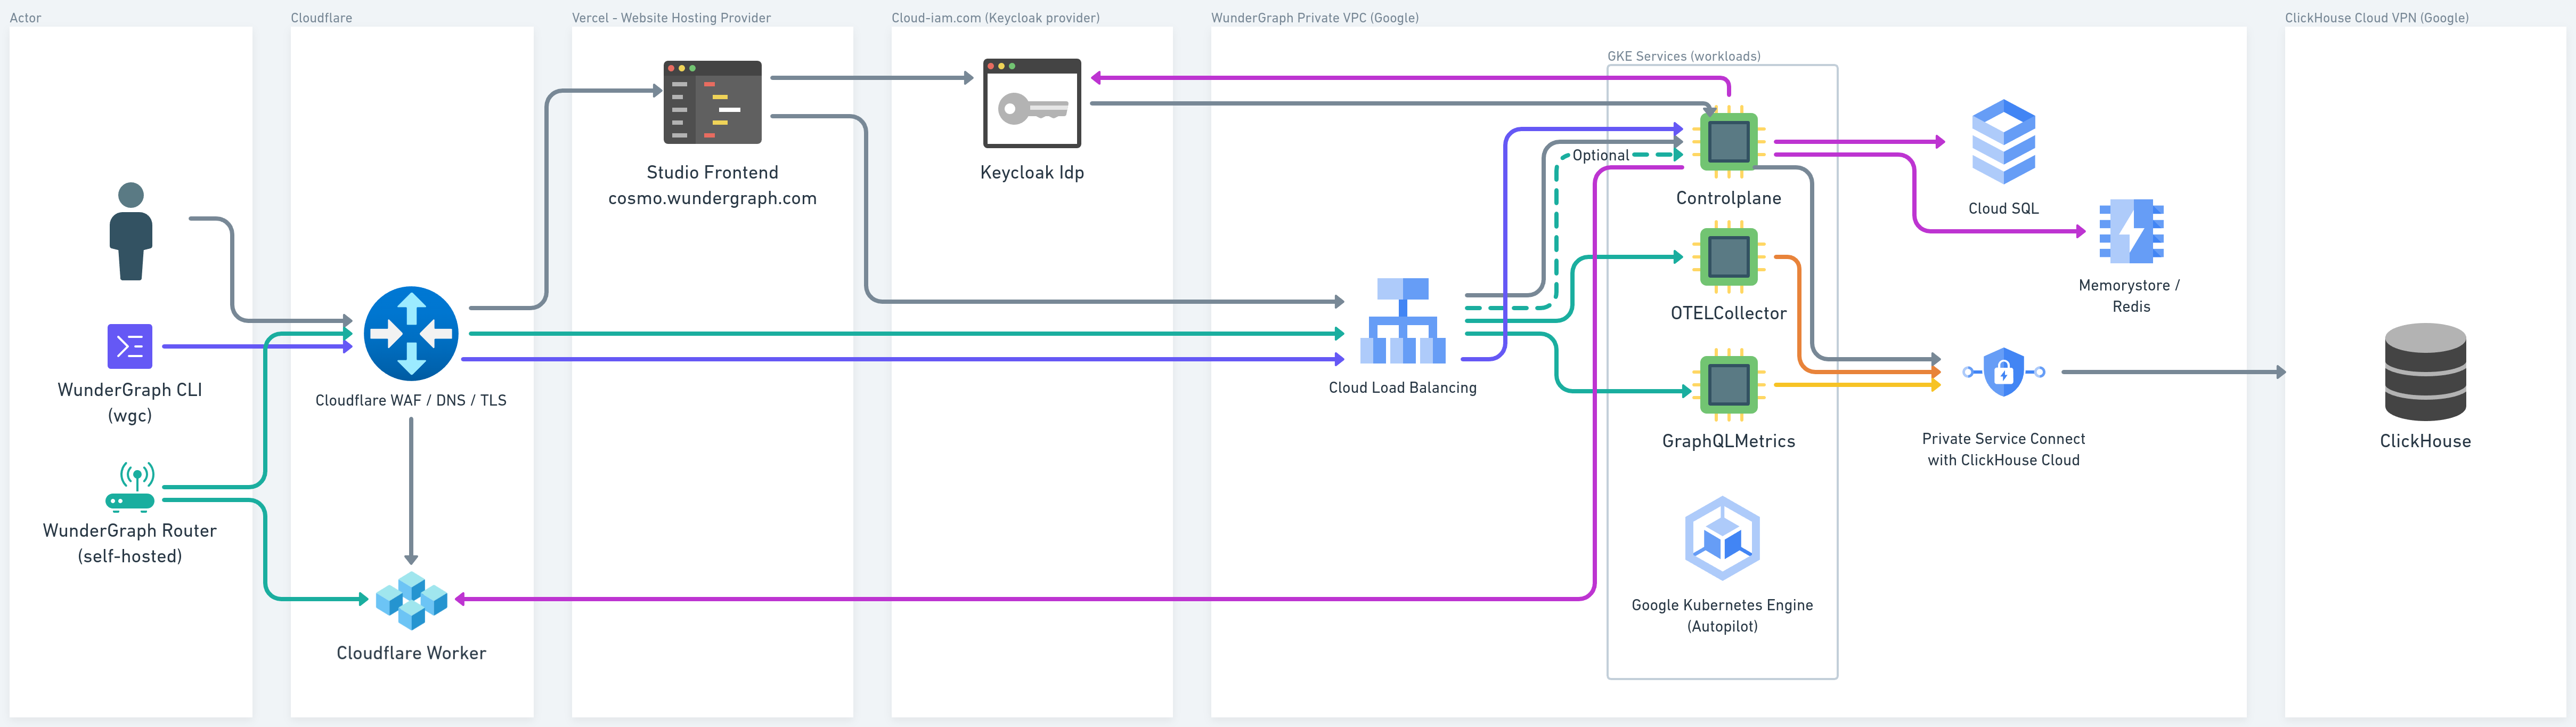 Actor
Cloudflare
Vercel - Website Hosting Provider
Cloud-iam.com (Keycloak provider)
WunderGraph Private VPC (Google)
ClickHouse Cloud VPN (Google)
GKE Services (workloads)
Studio Frontend
cosmo.wundergraph.com
Keycloak Idp
Optional
Controlplane
Cloud SQL
Memorystore /
Redis
OTELCollector
WunderGraph CLI
(wgc)
Cloudflare WAF / DNS / TLS
Cloud Load Balancing
GraphQLMetrics
Private Service Connect
with ClickHouse Cloud
ClickHouse
WunderGraph Router
(self-hosted)
Google Kubernetes Engine
(Autopilot)
Cloudflare Worker